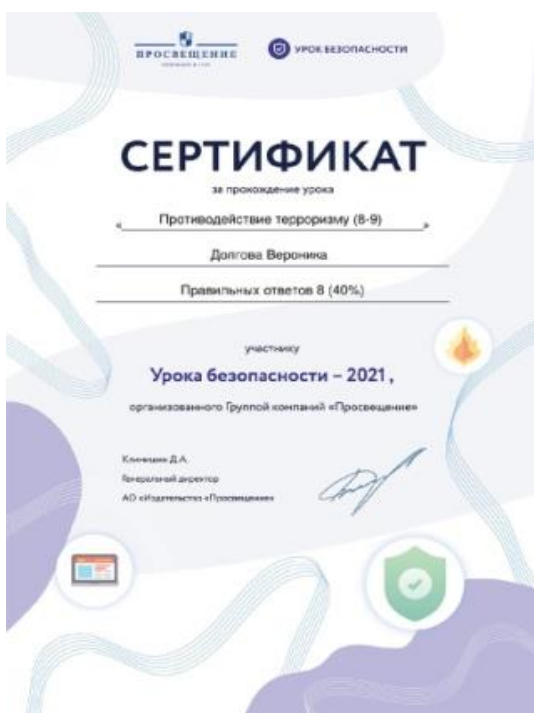 ПРОСВЕЩЕНИЕ
УРОК БЕЗОПАСНОСТИ
СЕРТИФИКАТ
за прохождение урока
« Противодействие терроризму (8-9) »
Долгова Вероника
Правильных ответов 8 (40%)
участнику
Урока безопасности – 2021,
организованного Группой компаний «Просвещение»
Д.А.
Генеральный директор
АО «Издательство «Просвещение»